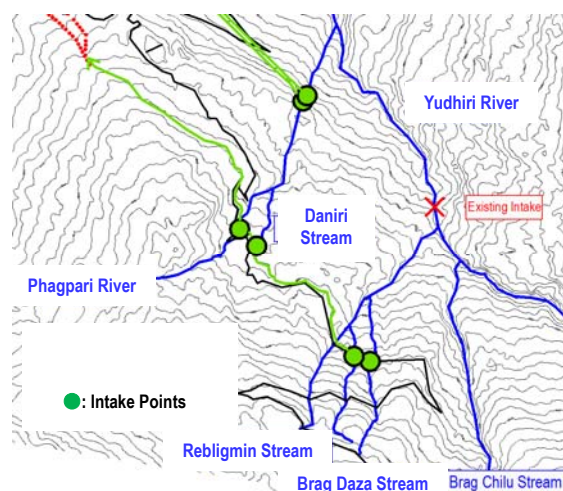 Yudhiri River
Existing Intake
Daniri
Stream
Phagpari River
: Intake Points
Rebligmin Stream
Brag Daza Stream
Brag Chilu Stream